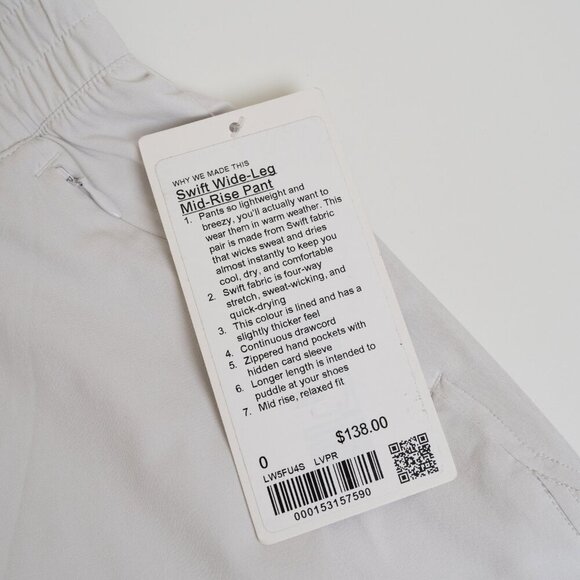 WHY WE MADE THIS
Swift Wide-Leg
Mid-Rise Pant
1. Pants so lightweight and
breezy, you'll actually want to
wear them in warm weather. This
pair is made from Swift fabric
that wicks sweat and dries
almost instantly to keep you
cool, dry, and comfortable
2. Swift fabric is four-way
stretch, sweat-wicking, and
quick-drying
3. This colour is lined and has a
slightly thicker feel
4. Continuous drawcord
5. Zippered hand pockets with
hidden card sleeve
6. Longer length is intended to
puddle at your shoes
7. Mid rise, relaxed fit
0 $138.00
LW5FU4S LVPR
000153157590